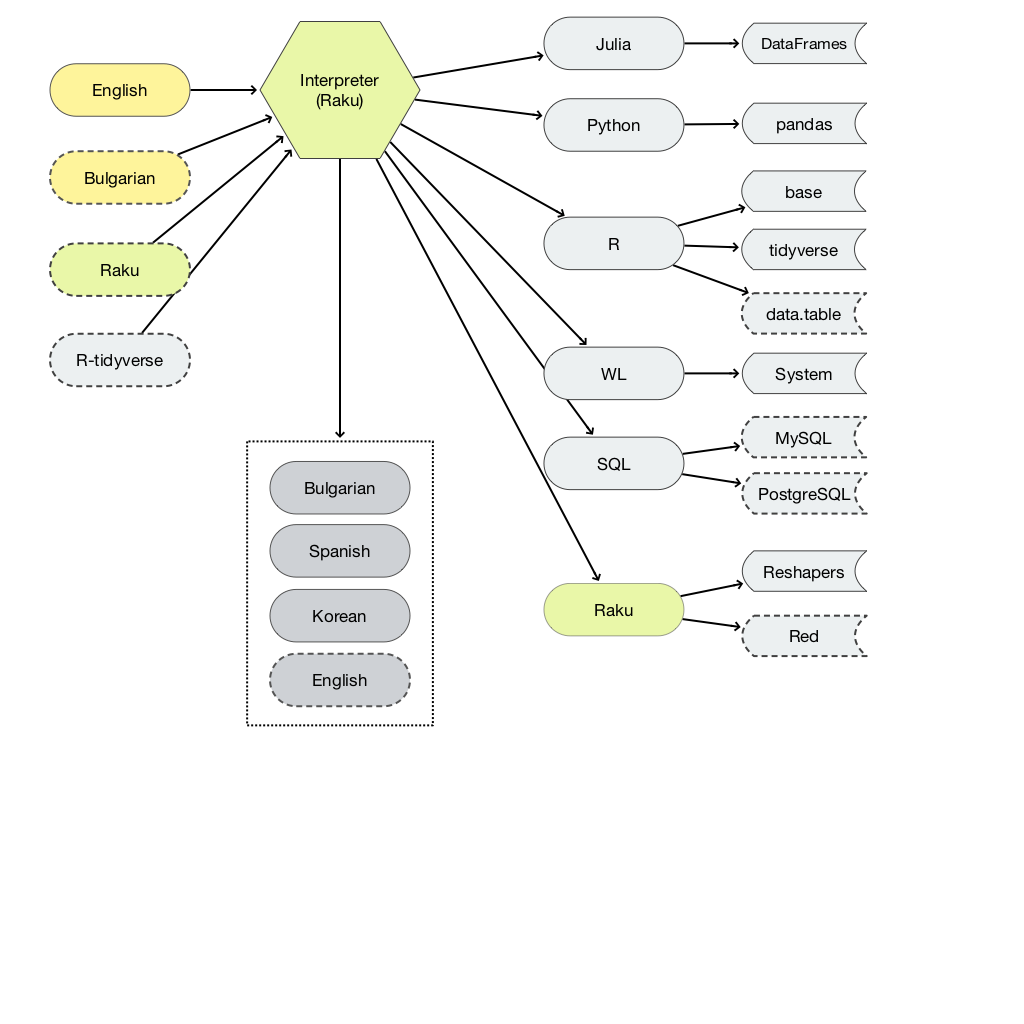 English
Bulgarian
Raku
R-tidyverse
Interpreter
(Raku)
Bulgarian
Spanish
Korean
English
Julia
Python
R
WL
SQL
Raku
DataFrames
pandas
base
tidyverse
data.table
System
MySQL
PostgreSQL
Reshapers
Red